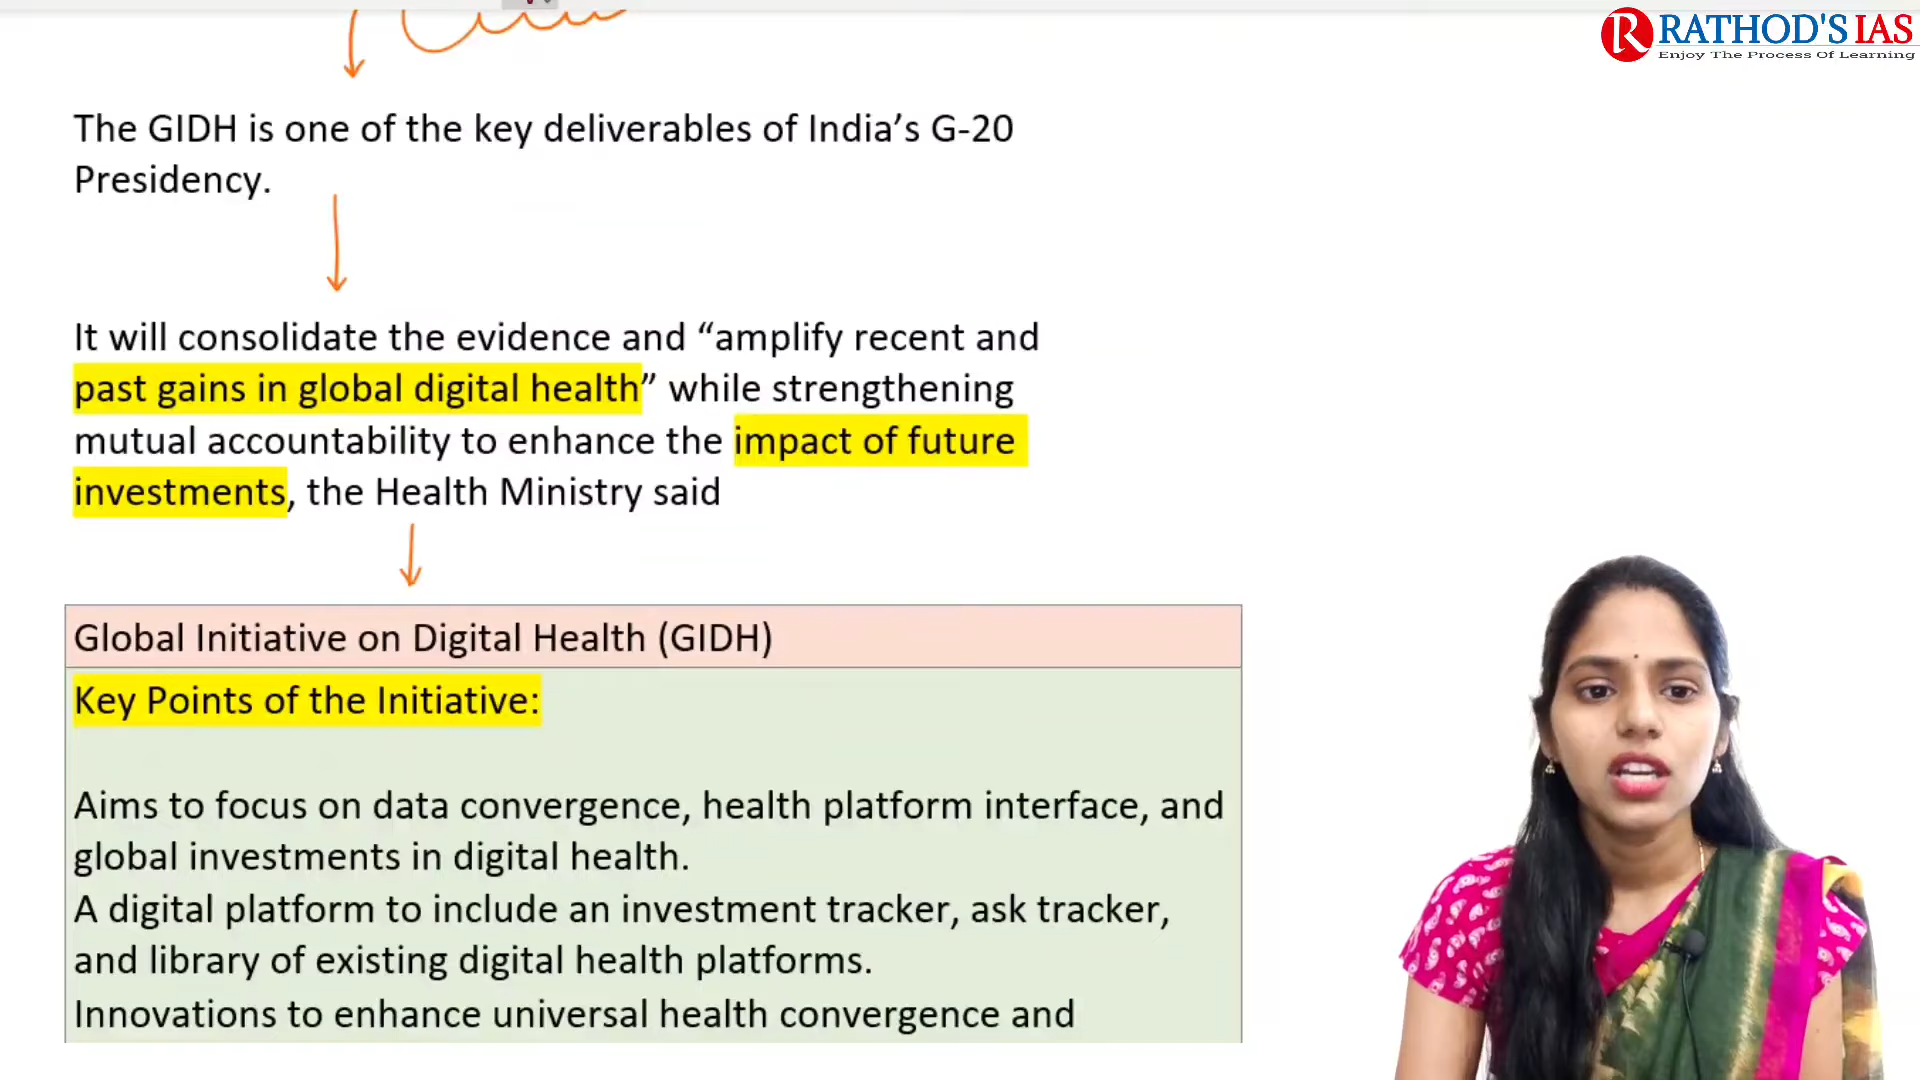 RATHOD'S IAS
Enjoy The Process Of Learning
The GIDH is one of the key deliverables of India’s G-20
Presidency.
It will consolidate the evidence and “amplify recent and
past gains in global digital health” while strengthening
mutual accountability to enhance the impact of future
investments, the Health Ministry said
Global Initiative on Digital Health (GIDH)
Key Points of the Initiative:
Aims to focus on data convergence, health platform interface, and
global investments in digital health.
A digital platform to include an investment tracker, ask tracker,
and library of existing digital health platforms.
Innovations to enhance universal health convergence and